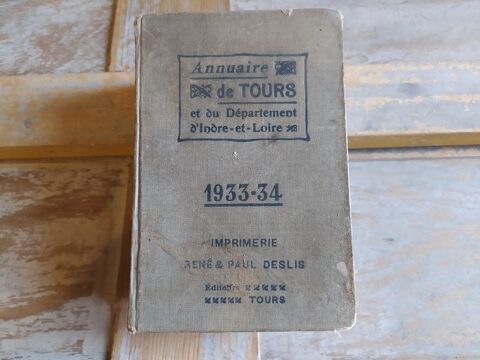 Annuaire
de TOURS
et du Département
d'Indre-et-Loire
1933-34
IMPRIMERIE
RENÉ & PAUL DESLIS
Éditeurs
TOURS